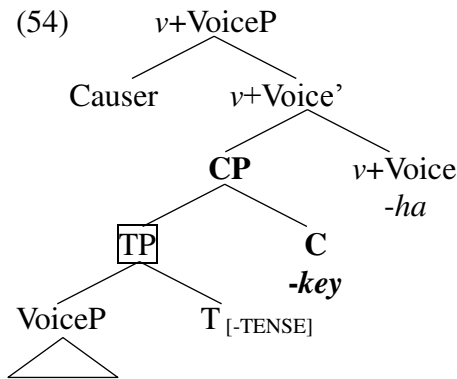 (54) v+VoiceP
Causer v+Voice’
CP v+Voice
-ha
TP C
-key
VoiceP T [-TENSE]